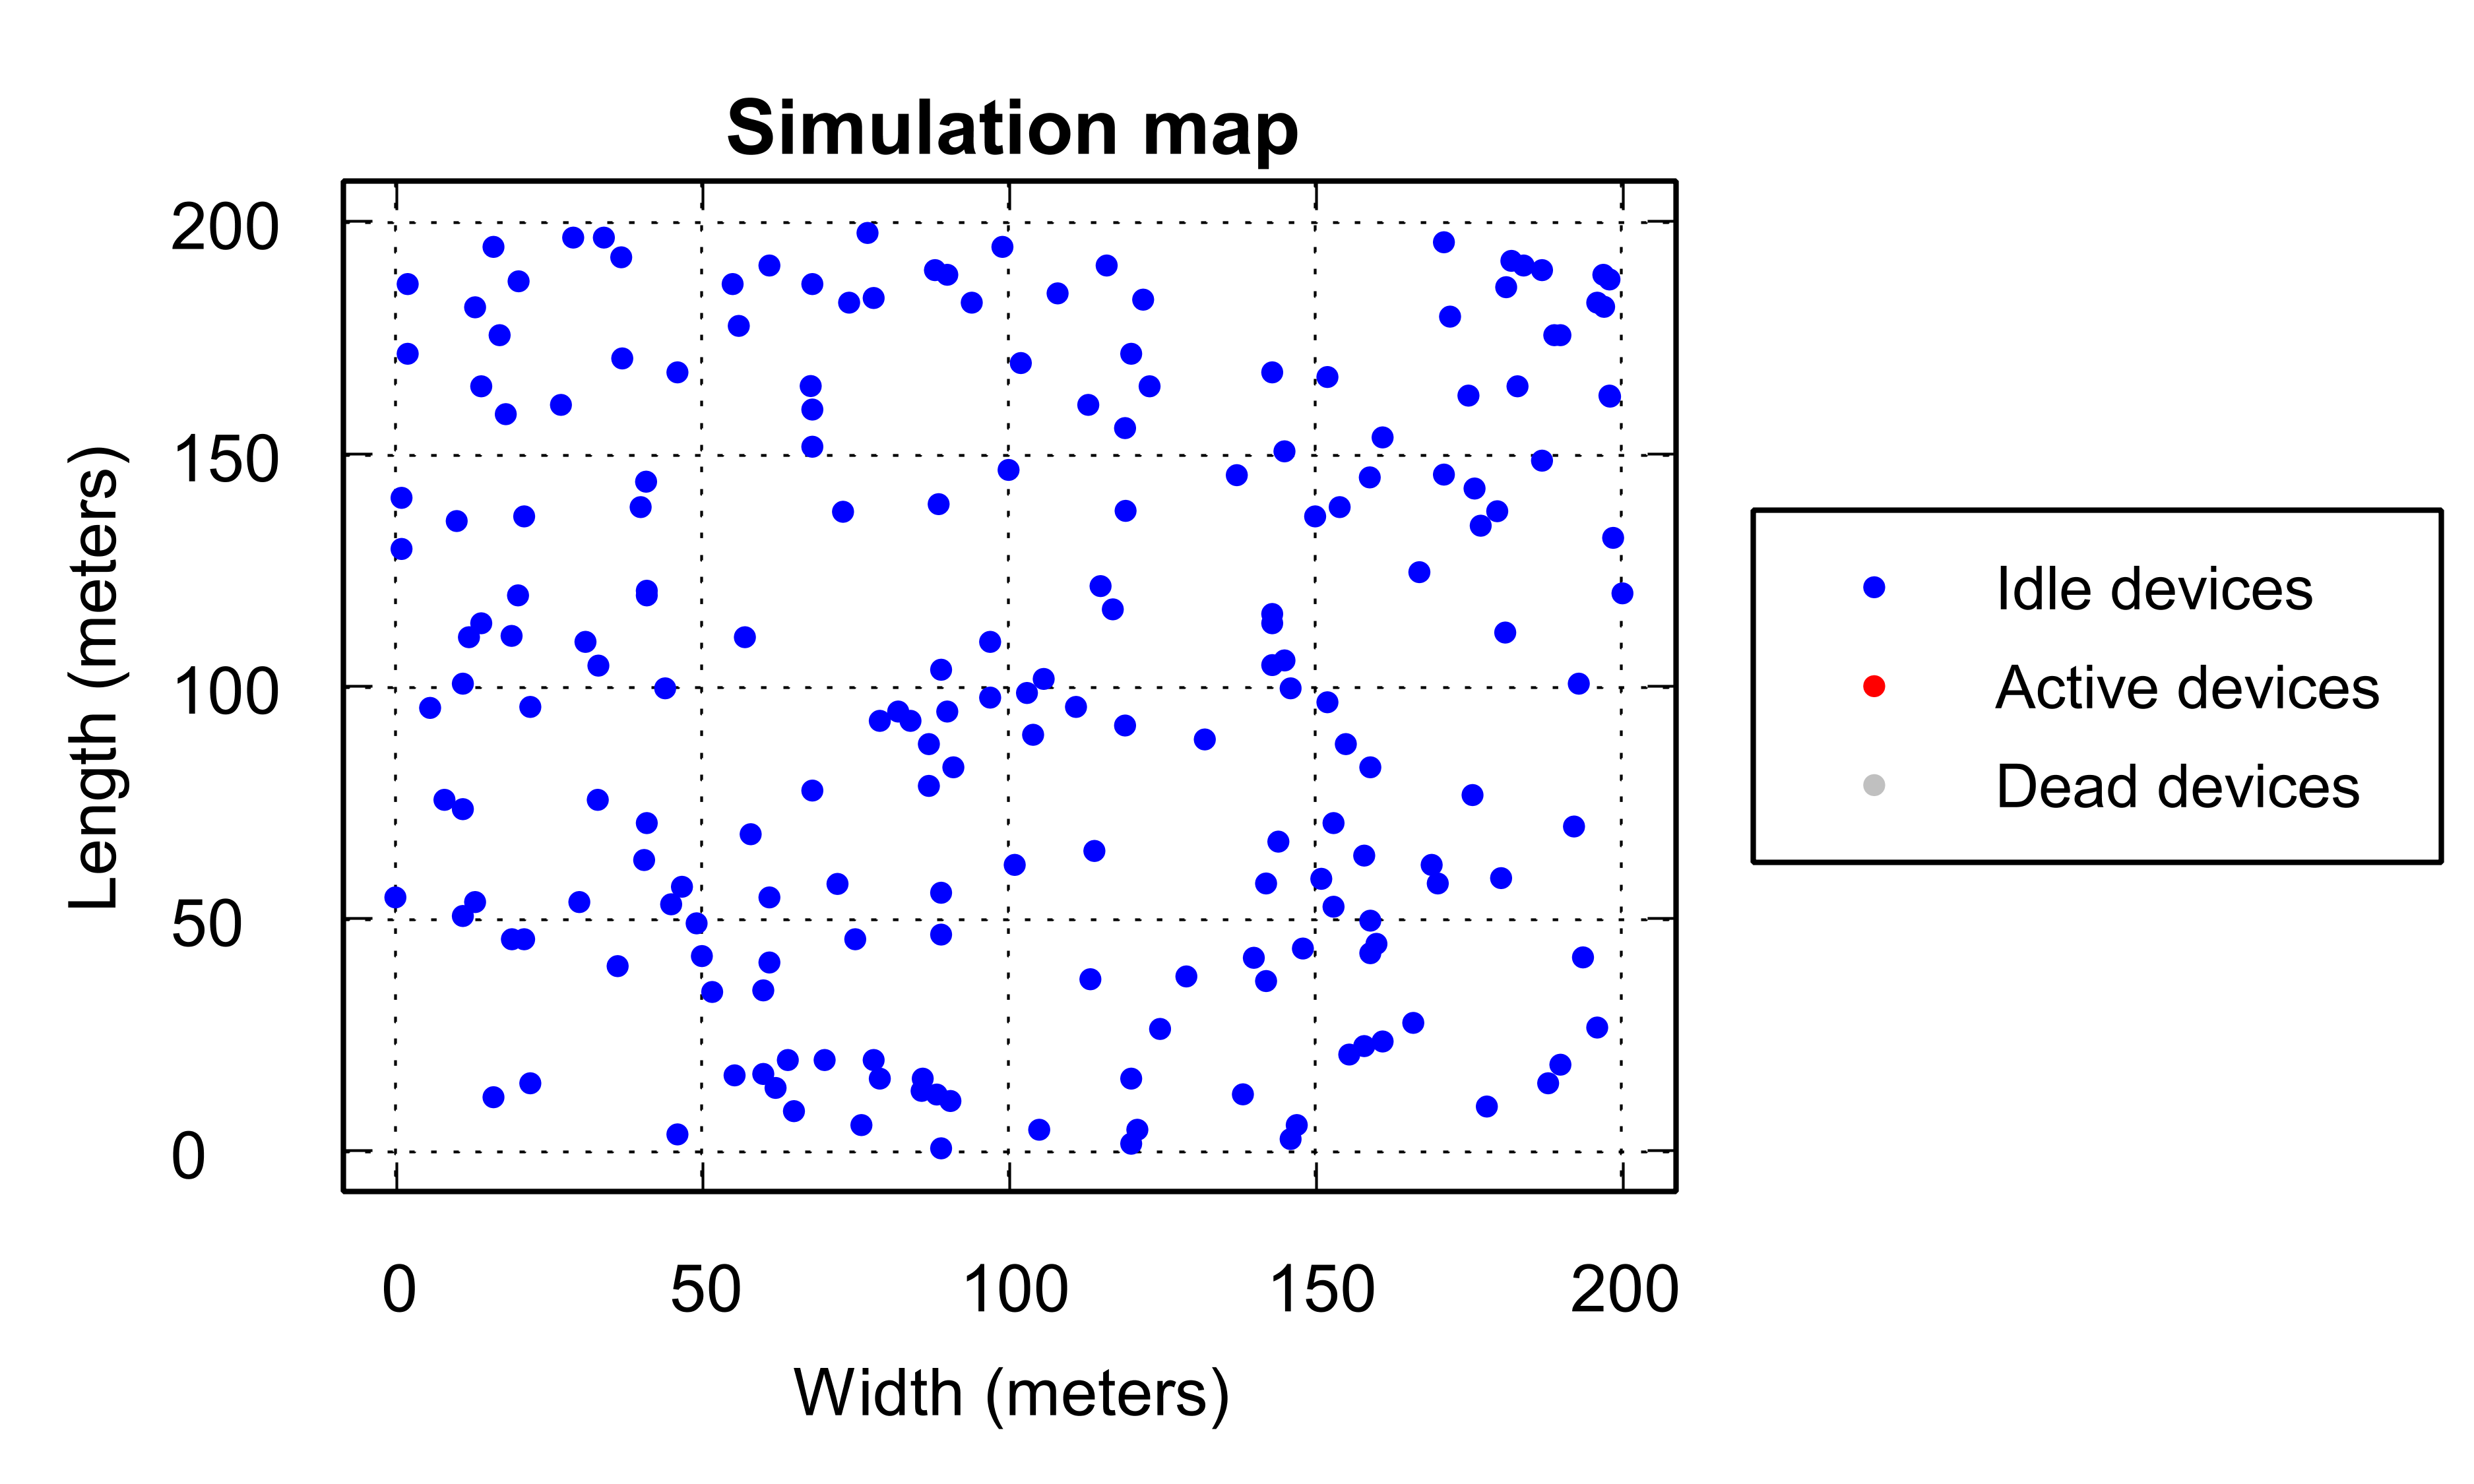 Simulation map
200
150
100
50
0
Length (meters)
0 50 100 150 200
Width (meters)
Idle devices
Active devices
Dead devices